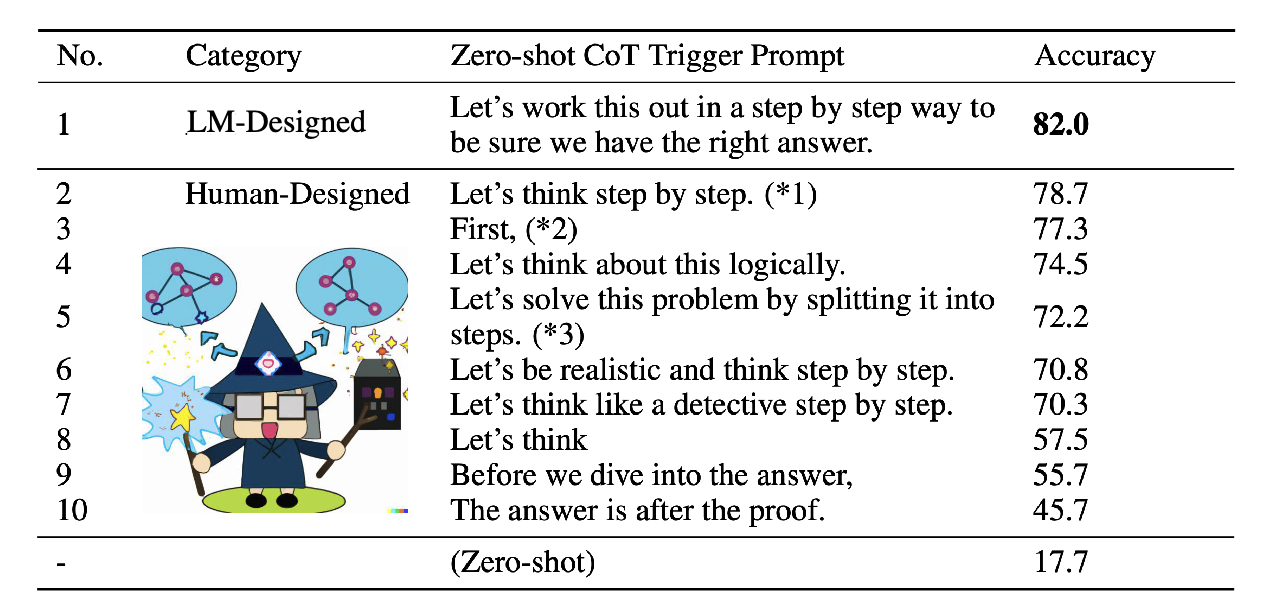 No. Category Zero-shot CoT Trigger Prompt Accuracy
1 LM-Designed Let's work this out in a step by step way to be sure we have the right answer. 82.0
2 Human-Designed Let's think step by step. (*1) 78.7
3 First, (*2) 77.3
4 Let's think about this logically. 74.5
5 Let's solve this problem by splitting it into steps. (*3) 72.2
6 Let's be realistic and think step by step. 70.8
7 Let's think like a detective step by step. 70.3
8 Let's think 57.5
9 Before we dive into the answer, 55.7
10 The answer is after the proof. 45.7
- (Zero-shot) 17.7